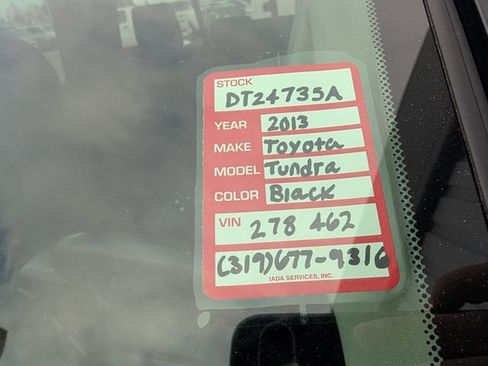 STOCK
DT24735A
YEAR 2013
MAKE Toyota
MODEL Tundra
COLOR Black
VIN 278 462
(319)677-9316
IADA SERVICES, INC.